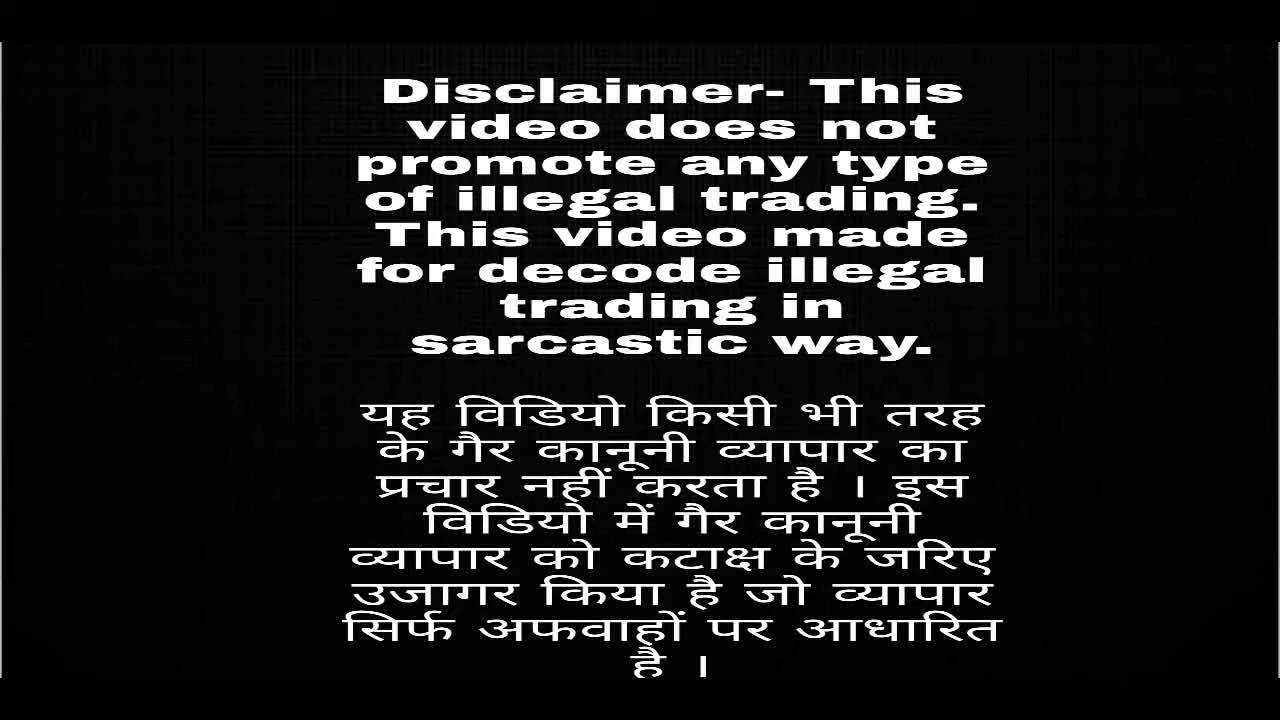 Disclaimer- This
video does not
promote any type
of illegal trading.
This video made
for decode illegal
trading in
sarcastic way.
यह विडियो किसी भी तरह
के गैर कानूनी व्यापार का
प्रचार नहीं करता है । इस
विडियो में गैर कानूनी
व्यापार को कटाक्ष के जरिए
उजागर किया है जो व्यापार
सिर्फ अफवाहों पर आधारित
है ।